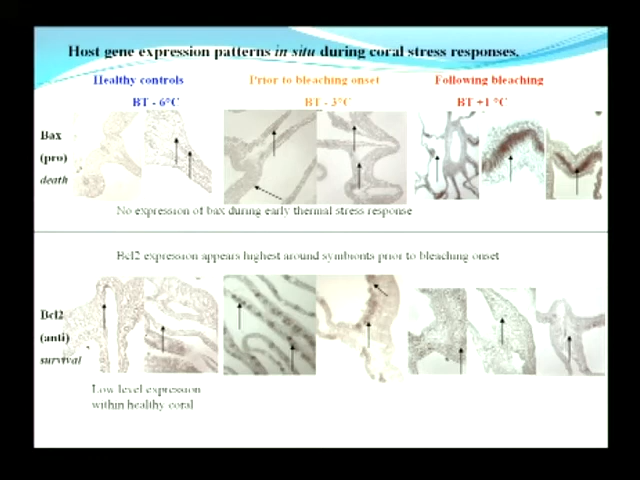 Host gene expression patterns in situ during coral stress responses.
Healthy controls
Prior to bleaching onset
Following bleaching
BT - 6°C
BT - 3°C
BT +1 °C
Bax
(pro)
death
No expression of bax during early thermal stress response
Bcl2 expression appears highest around symbionts prior to bleaching onset
Bcl2
(anti)
survival
Low level expression
within healthy coral